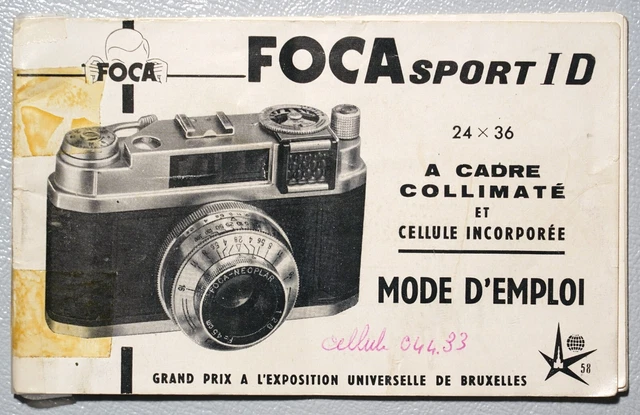 FOCA
FOCA SPORT ID
24 × 36
A CADRE
COLLIMATÉ
ET
CELLULE INCORPORÉE
MODE D'EMPLOI
FOCA-NEOPLAR
cellule 044.33
58
GRAND PRIX A L'EXPOSITION UNIVERSELLE DE BRUXELLES